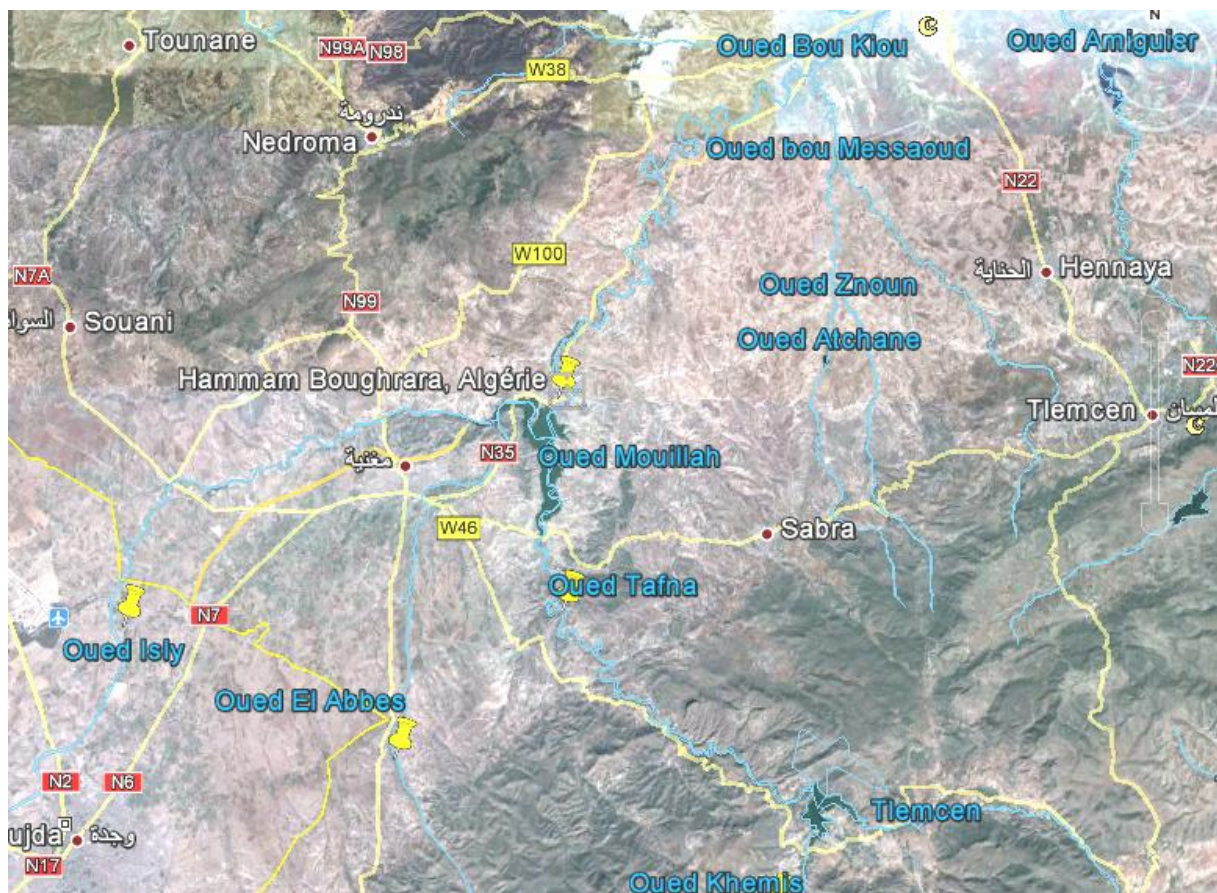 N
Tounane
N99A
N98
Oued Bou Kiou
C
Oued Amiguier
W38
ندرومة
Nedroma
Oued bou Messaoud
N22
W100
N7A
الحناية
Hennaya
Oued Znoun
N99
Souani
Oued Atchane
Hammam Boughrara, Algérie
N22
Tlemcen
C
مغنية
N35
Oued Mouillah
W46
Sabra
Oued Tafna
N7
Oued Isly
Oued El Abbes
N2
N6
Tlemcen
ujda
وجدة
N17
Oued Khemis